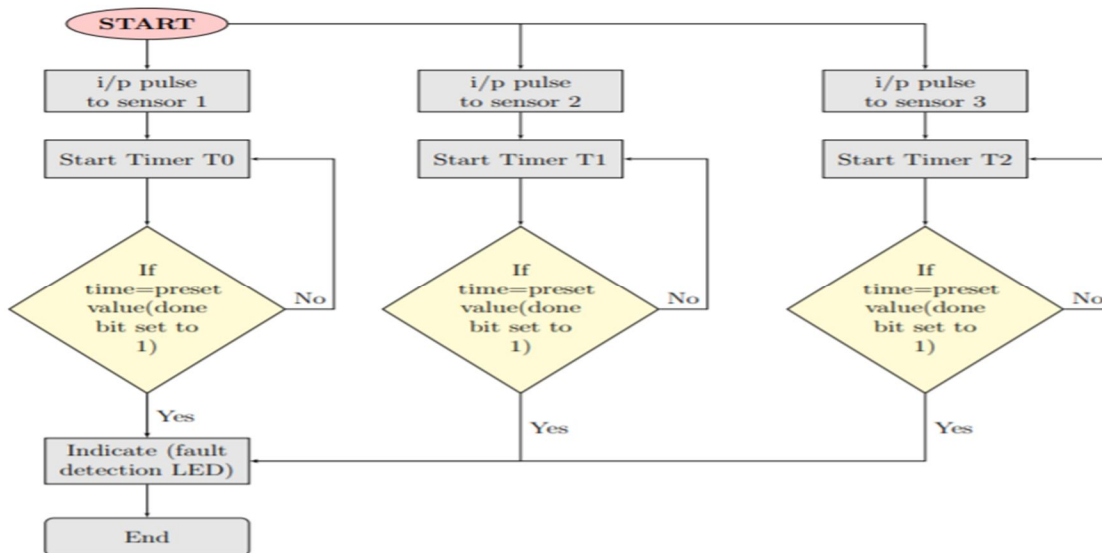 START
i/p pulse
to sensor 1
i/p pulse
to sensor 2
i/p pulse
to sensor 3
Start Timer T0
Start Timer T1
Start Timer T2
If
time=preset
value(done
bit set to
1)
No
If
time=preset
value(done
bit set to
1)
No
If
time=preset
value(done
bit set to
1)
No
Yes
Yes
Yes
Indicate (fault
detection LED)
End